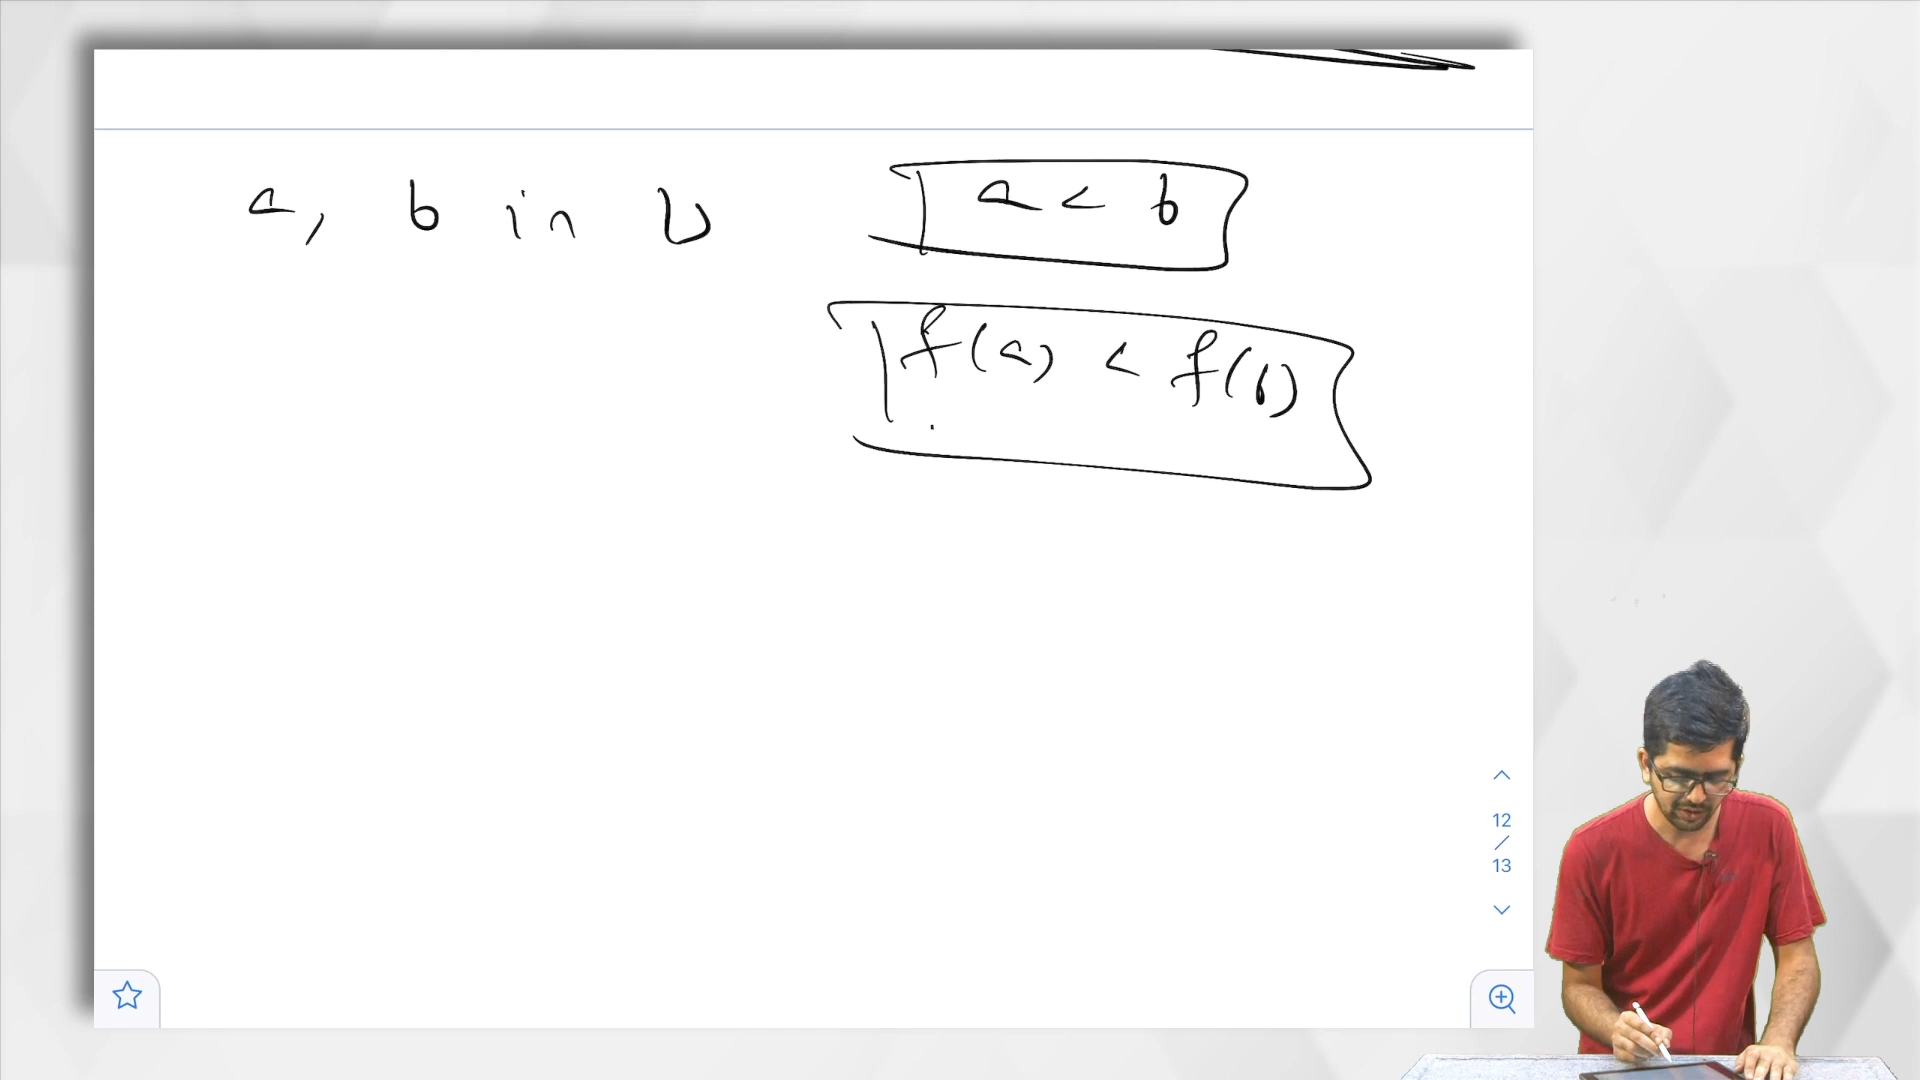 a, b in D
a < b
f(a) < f(b)
12
/
13